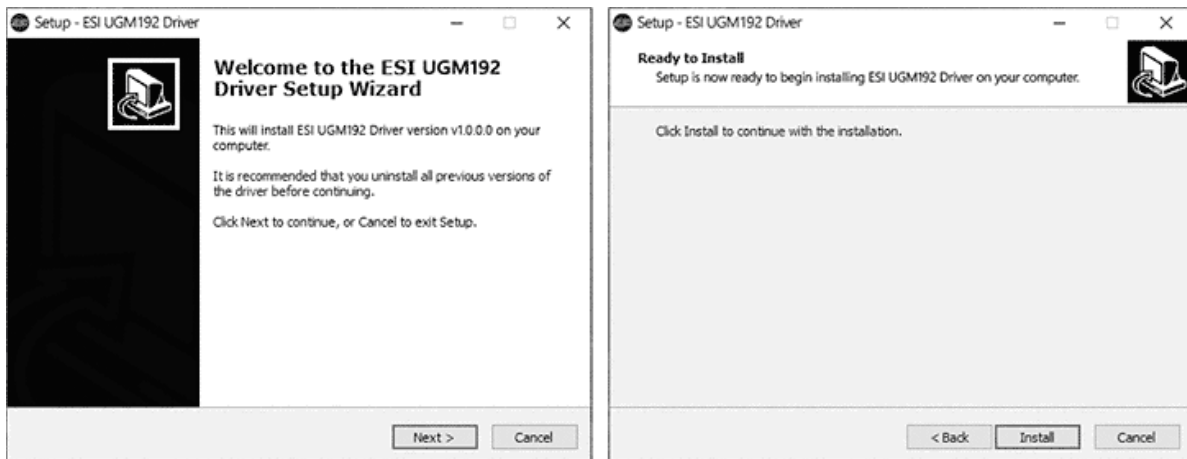 Setup - ESI UGM192 Driver
Welcome to the ESI UGM192
Driver Setup Wizard
This will install ESI UGM192 Driver version v1.0.0.0 on your
computer.
It is recommended that you uninstall all previous versions of
the driver before continuing.
Click Next to continue, or Cancel to exit Setup.
Next >
Cancel
Setup - ESI UGM192 Driver
Ready to Install
Setup is now ready to begin installing ESI UGM192 Driver on your computer.
Click Install to continue with the installation.
< Back
Install
Cancel